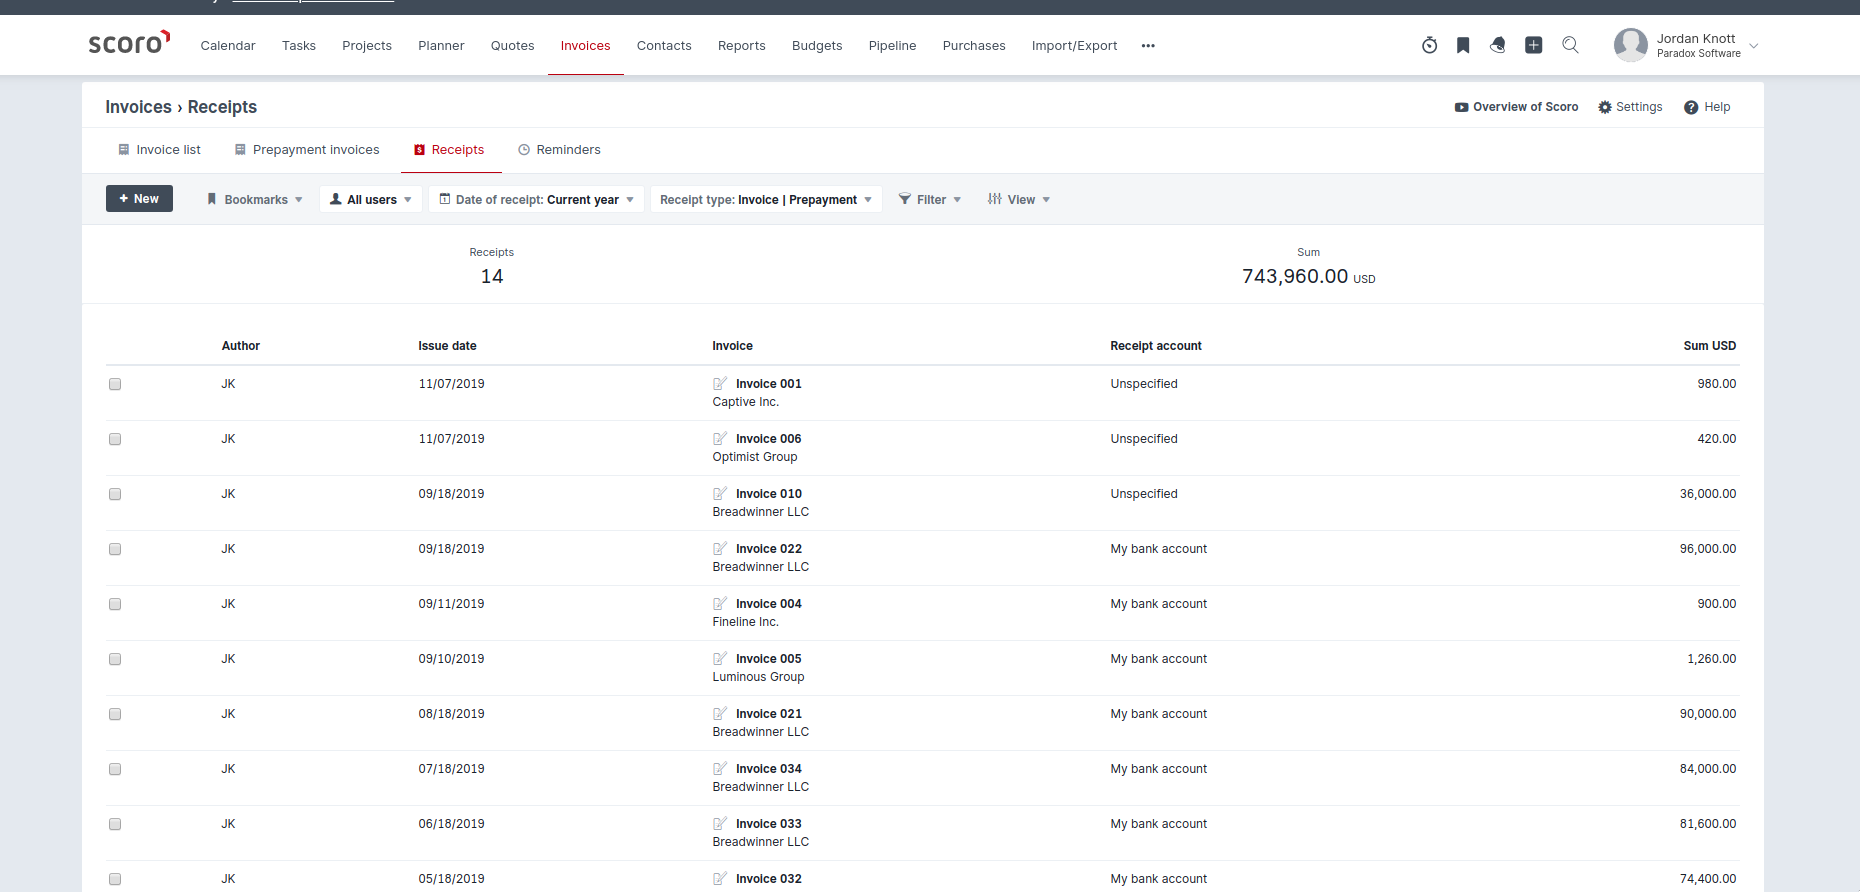 scoro Calendar Tasks Projects Planner Quotes Invoices Contacts Reports Budgets Pipeline Purchases Import/Export ••• Jordan Knott
Paradox Software
Invoices › Receipts Overview of Scoro Settings Help
Invoice list Prepayment invoices Receipts Reminders
+ New Bookmarks All users Date of receipt: Current year Receipt type: Invoice | Prepayment Filter View
Receipts Sum
14 743,960.00 USD
Author Issue date Invoice Receipt account Sum USD
JK 11/07/2019 Invoice 001 Unspecified 980.00
Captive Inc.
JK 11/07/2019 Invoice 006 Unspecified 420.00
Optimist Group
JK 09/18/2019 Invoice 010 Unspecified 36,000.00
Breadwinner LLC
JK 09/18/2019 Invoice 022 My bank account 96,000.00
Breadwinner LLC
JK 09/11/2019 Invoice 004 My bank account 900.00
Fineline Inc.
JK 09/10/2019 Invoice 005 My bank account 1,260.00
Luminous Group
JK 08/18/2019 Invoice 021 My bank account 90,000.00
Breadwinner LLC
JK 07/18/2019 Invoice 034 My bank account 84,000.00
Breadwinner LLC
JK 06/18/2019 Invoice 033 My bank account 81,600.00
Breadwinner LLC
JK 05/18/2019 Invoice 032 My bank account 74,400.00